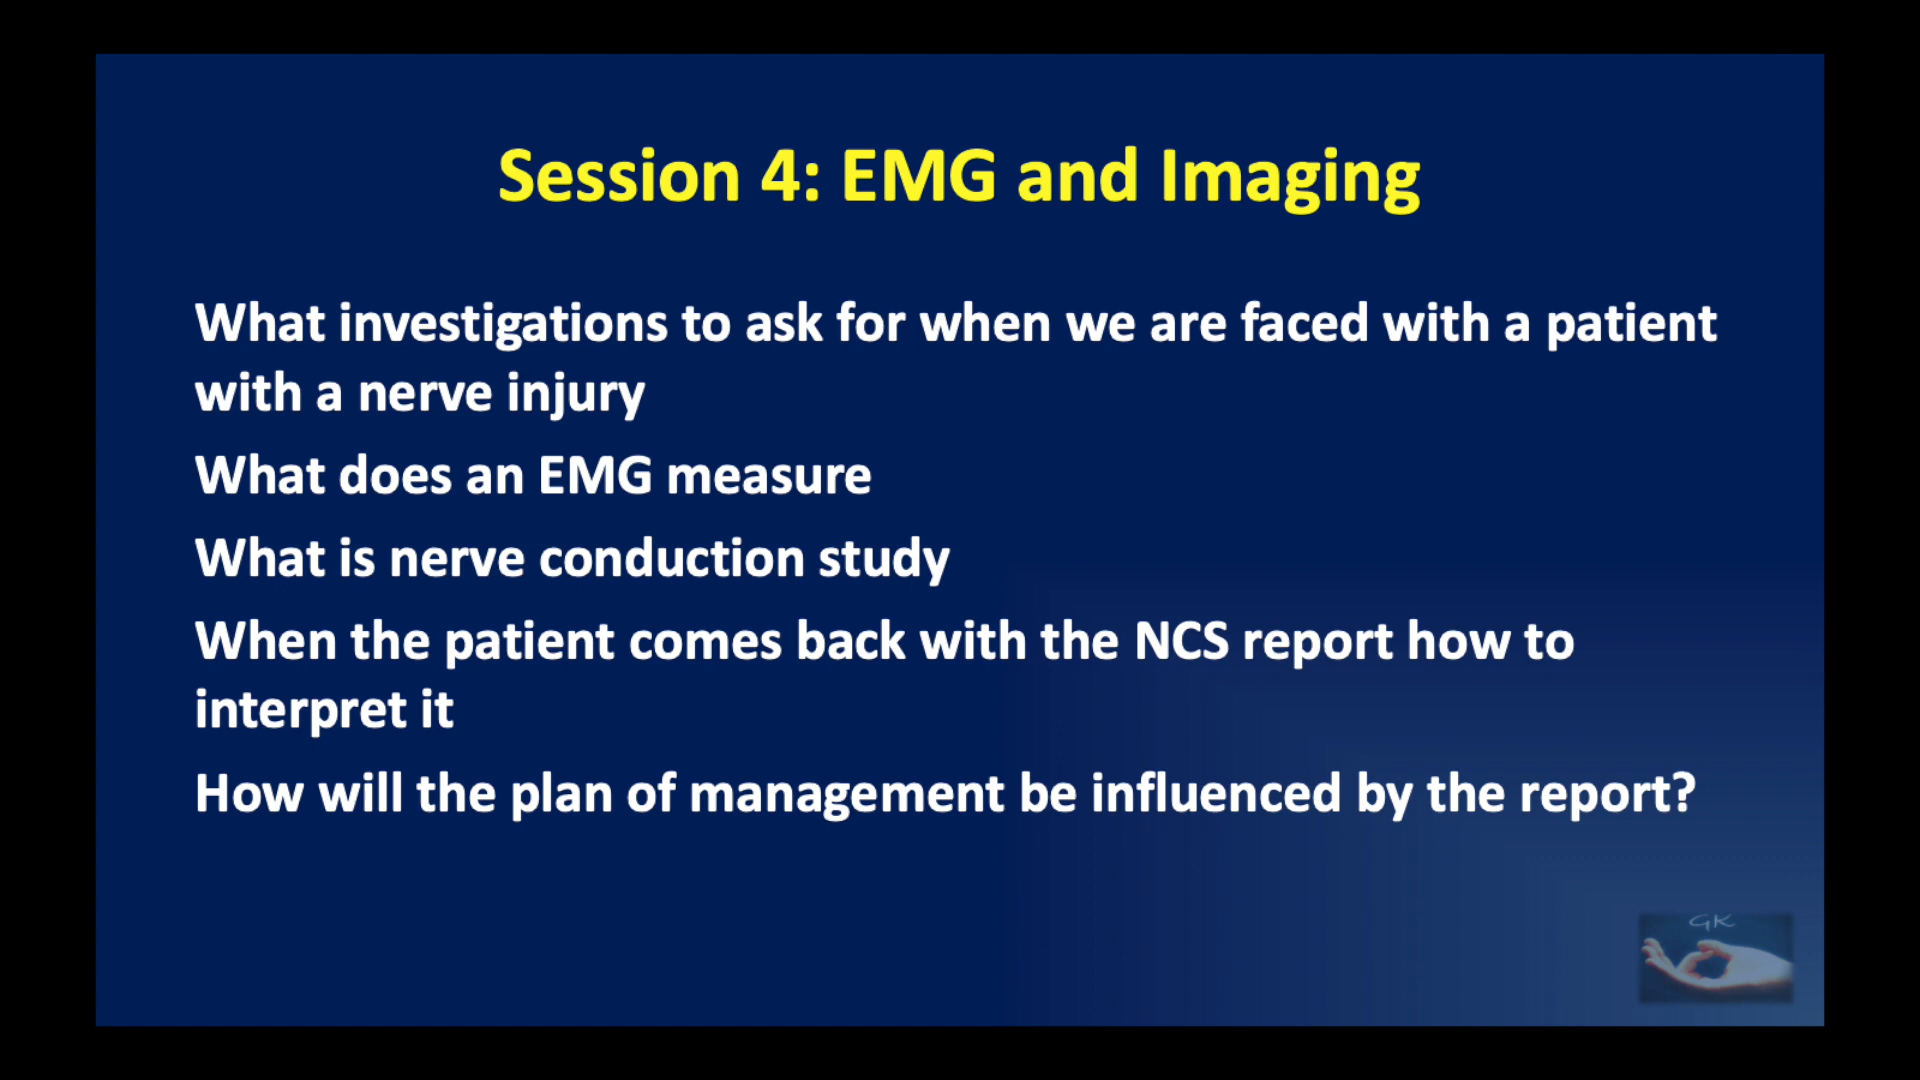 Session 4: EMG and Imaging
What investigations to ask for when we are faced with a patient
with a nerve injury
What does an EMG measure
What is nerve conduction study
When the patient comes back with the NCS report how to
interpret it
How will the plan of management be influenced by the report?
GK